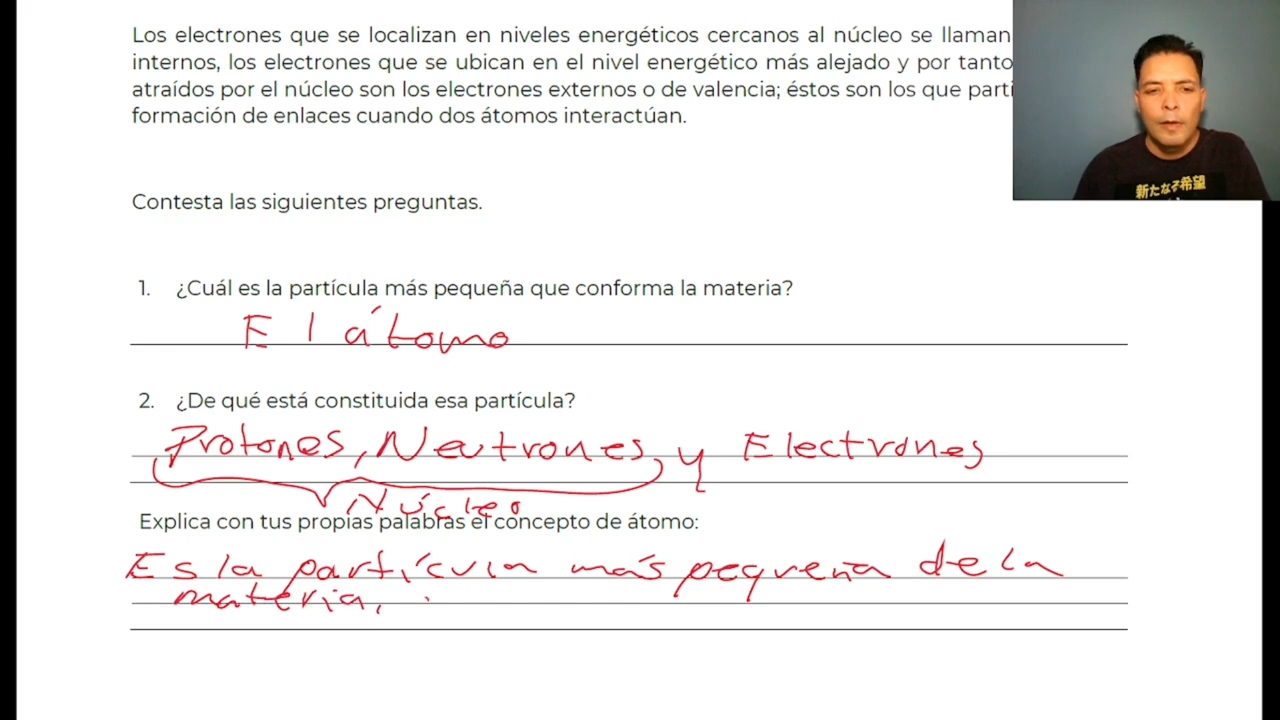 Los electrones que se localizan en niveles energéticos cercanos al núcleo se llaman
internos, los electrones que se ubican en el nivel energético más alejado y por tanto
atraídos por el núcleo son los electrones externos o de valencia; éstos son los que parti
formación de enlaces cuando dos átomos interactúan.
新たな希望
Contesta las siguientes preguntas.
1. ¿Cuál es la partícula más pequeña que conforma la materia?
El átomo
2. ¿De qué está constituida esa partícula?
Protones, Neutrones, y Electrones
Núcleo
Explica con tus propias palabras el concepto de átomo:
Es la partícula más pequeña de la
materia,